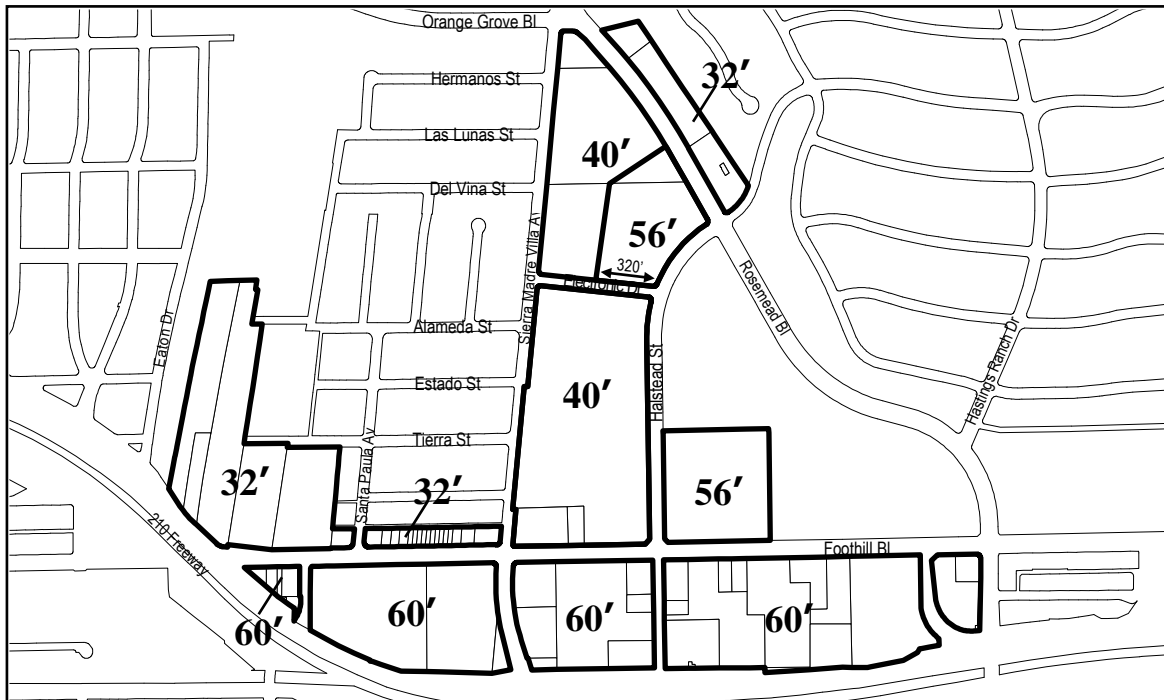 Orange Grove Bl
Hermanos St
32′
Las Lunas St
40′
Del Vina St
56′
320'
Electronic Dr
Sierra Madre Villa Av
Rosemead Bl
Eaton Dr
Alameda St
Halstead St
Hastings Ranch Dr
Estado St
40′
Tierra St
Santa Paula Av
32′
32′
56′
210 Freeway
Foothill Bl
60′
60′
60′
60′